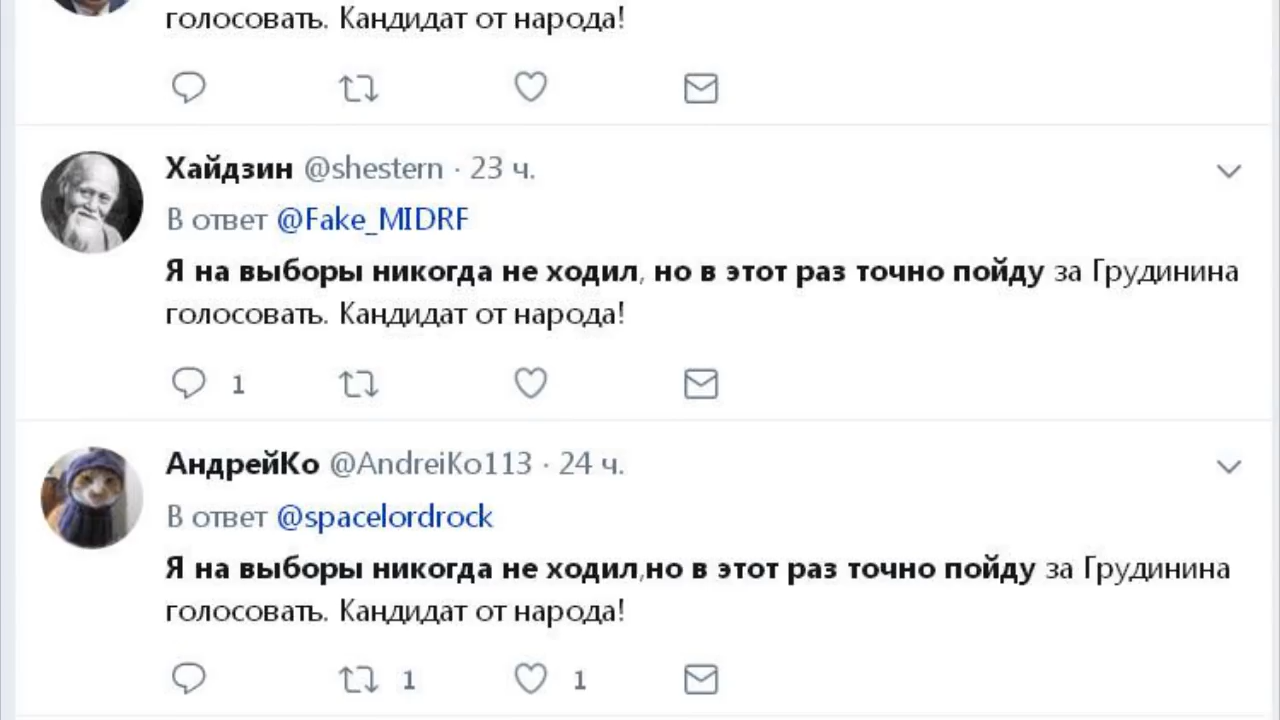 голосовать. Кандидат от народа!
Хайдзин @shestern · 23 ч.
В ответ @Fake_MIDRF
Я на выборы никогда не ходил, но в этот раз точно пойду за Грудинина
голосовать. Кандидат от народа!
1
АндрейКо @AndreiKo113 · 24 ч.
В ответ @spacelordrock
Я на выборы никогда не ходил,но в этот раз точно пойду за Грудинина
голосовать. Кандидат от народа!
1 1